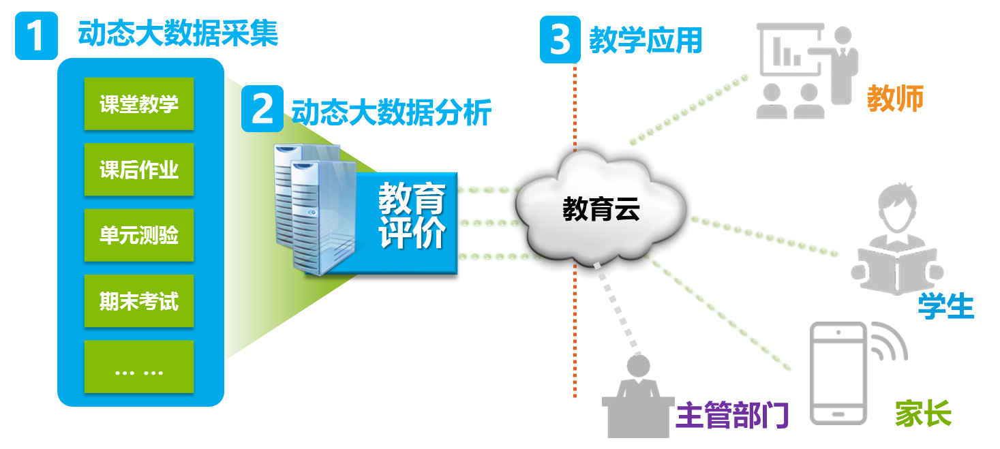 1 动态大数据采集
课堂教学
课后作业
单元测验
期末考试
... ...
2 动态大数据分析
教育
评价
3 教学应用
教育云
教师
学生
家长
主管部门